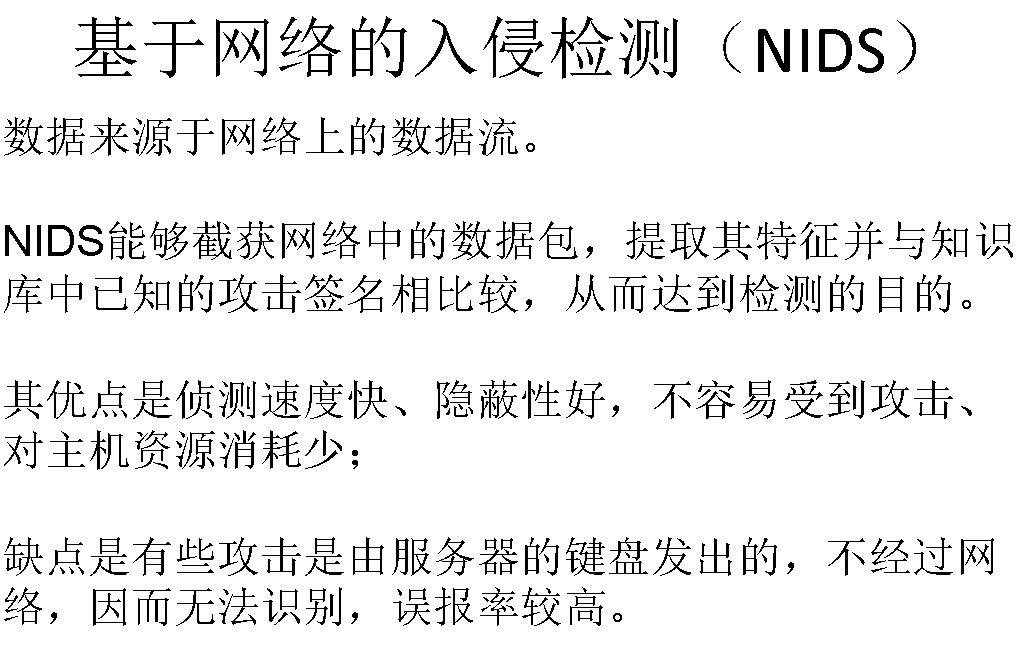 基于网络的入侵检测（NIDS）
数据来源于网络上的数据流。
NIDS能够截获网络中的数据包，提取其特征并与知识
库中已知的攻击签名相比较，从而达到检测的目的。
其优点是侦测速度快、隐蔽性好，不容易受到攻击、
对主机资源消耗少；
缺点是有些攻击是由服务器的键盘发出的，不经过网
络，因而无法识别，误报率较高。